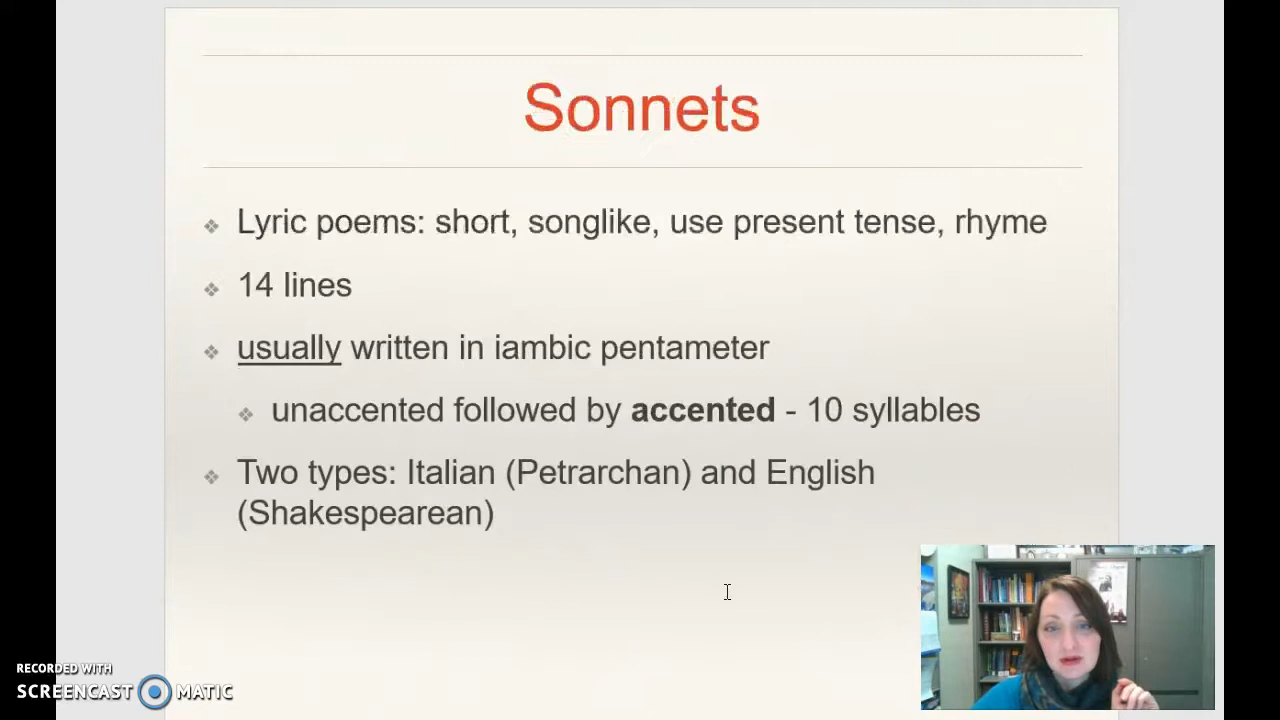 Sonnets
Lyric poems: short, songlike, use present tense, rhyme
14 lines
usually written in iambic pentameter
unaccented followed by accented - 10 syllables
Two types: Italian (Petrarchan) and English
(Shakespearean)
RECORDED WITH
SCREENCAST MATIC